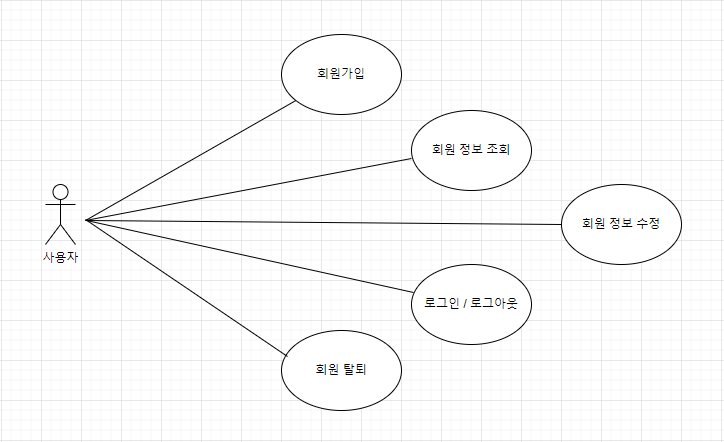 회원가입
회원 정보 조회
회원 정보 수정
사용자
로그인 / 로그아웃
회원 탈퇴